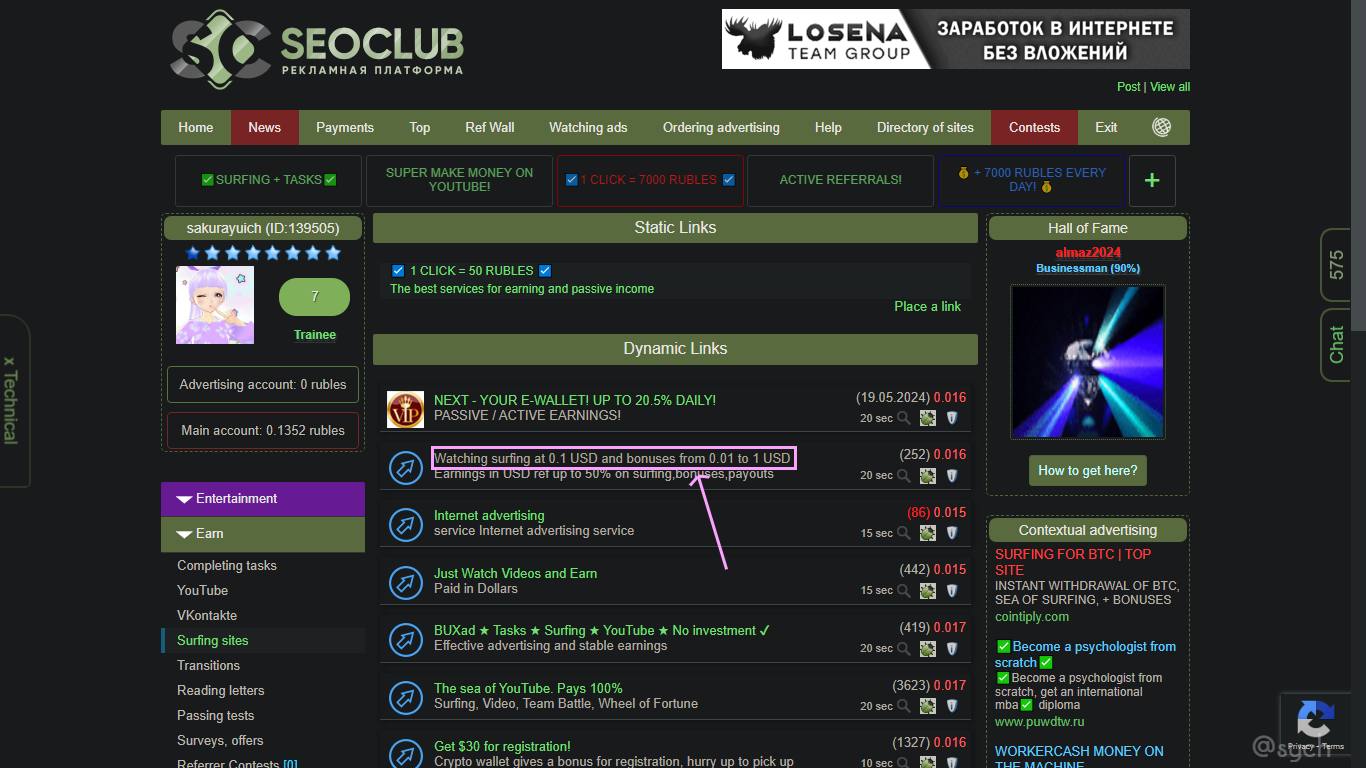 SEOCLUB
РЕКЛАМНАЯ ПЛАТФОРМА
LOSENA
TEAM GROUP
ЗАРАБОТОК В ИНТЕРНЕТЕ
БЕЗ ВЛОЖЕНИЙ
Post | View all
Home
News
Payments
Top
Ref Wall
Watching ads
Ordering advertising
Help
Directory of sites
Contests
Exit
✅SURFING + TASKS✅
SUPER MAKE MONEY ON
YOUTUBE!
☑ 1 CLICK = 7000 RUBLES ☑
ACTIVE REFERRALS!
💰 + 7000 RUBLES EVERY
DAY! 💰
+
sakurayuich (ID:139505)
7
Trainee
Advertising account: 0 rubles
Main account: 0.1352 rubles
Entertainment
Earn
Completing tasks
YouTube
VKontakte
Surfing sites
Transitions
Reading letters
Passing tests
Surveys, offers
Referrer Contests [0]
x Technical
Static Links
☑ 1 CLICK = 50 RUBLES ☑
The best services for earning and passive income
Place a link
Dynamic Links
VIP
NEXT - YOUR E-WALLET! UP TO 20.5% DAILY!
(19.05.2024) 0.016
PASSIVE / ACTIVE EARNINGS!
20 sec
Watching surfing at 0.1 USD and bonuses from 0.01 to 1 USD
(252) 0.016
Earnings in USD ref up to 50% on surfing,bonuses,payouts
20 sec
Internet advertising
(86) 0.015
service Internet advertising service
15 sec
Just Watch Videos and Earn
(442) 0.015
Paid in Dollars
15 sec
BUXad ★ Tasks ★ Surfing ★ YouTube ★ No investment ✓
(419) 0.017
Effective advertising and stable earnings
20 sec
The sea of YouTube. Pays 100%
(3623) 0.017
Surfing, Video, Team Battle, Wheel of Fortune
20 sec
Get $30 for registration!
(1327) 0.016
Crypto wallet gives a bonus for registration, hurry up to pick up
10 sec
Hall of Fame
almaz2024
Businessman (90%)
How to get here?
Contextual advertising
SURFING FOR BTC | TOP
SITE
INSTANT WITHDRAWAL OF BTC,
SEA OF SURFING, + BONUSES
cointiply.com
✅Become a psychologist from
scratch✅
✅Become a psychologist from
scratch, get an international
mba✅ diploma
www.puwdtw.ru
WORKERCASH MONEY ON
THE MACHINE
575
Chat
Privacy - Terms
@sych